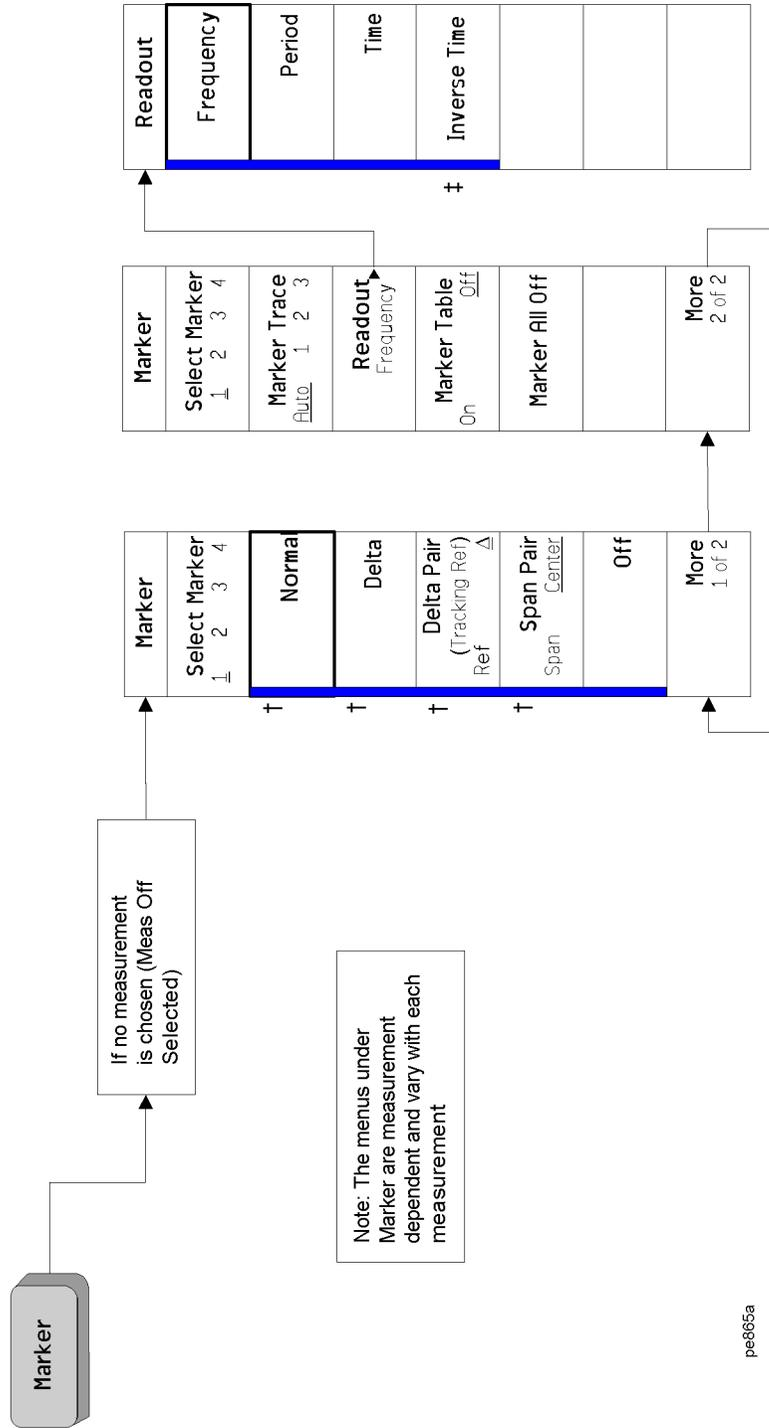 Marker
If no measurement
is chosen (Meas Off
Selected)
Note: The menus under
Marker are measurement
dependent and vary with each
measurement
Marker
Select Marker
1 2 3 4
† Normal
† Delta
† Delta Pair
(Tracking Ref)
Ref Δ
† Span Pair
Span Center
Off
More
1 of 2
Marker
Select Marker
1 2 3 4
Marker Trace
Auto 1 2 3
Readout
Frequency
Marker Table
On Off
Marker All Off
More
2 of 2
Readout
Frequency
Period
Time
‡ Inverse Time
pe865a